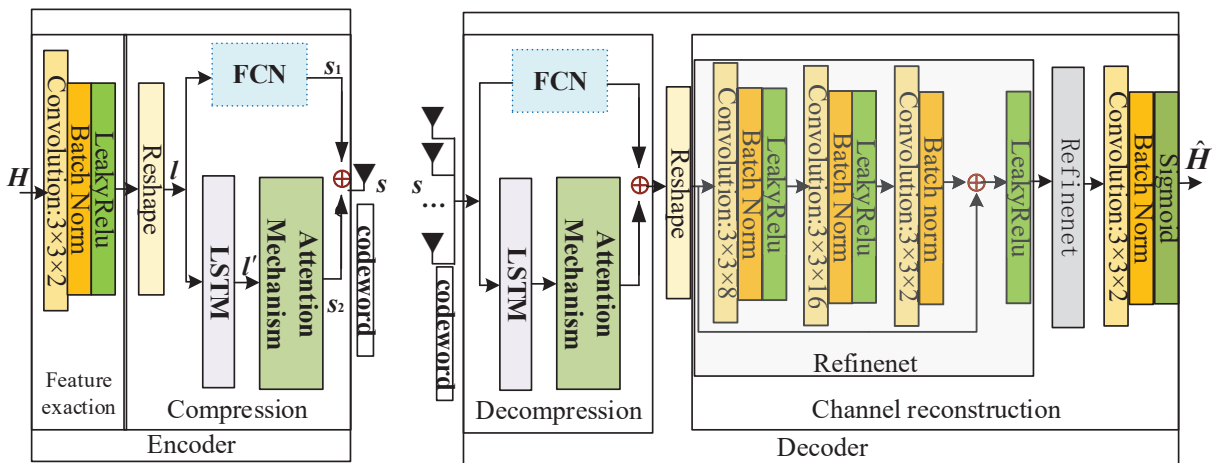 H
Convolution:3×3×2
Batch Norm
LeakyRelu
Feature
exaction
Reshape
l
FCN
s1
LSTM
l′
Attention
Mechanism
s2
s
codeword
Compression
Encoder
s
...
codeword
FCN
LSTM
Attention
Mechanism
Decompression
Reshape
Convolution:3×3×8
Batch Norm
LeakyRelu
Convolution:3×3×16
Batch Norm
LeakyRelu
Convolution:3×3×2
Batch norm
LeakyRelu
Refinenet
Refinenet
Convolution:3×3×2
Batch Norm
Sigmoid
Ĥ
Channel reconstruction
Decoder